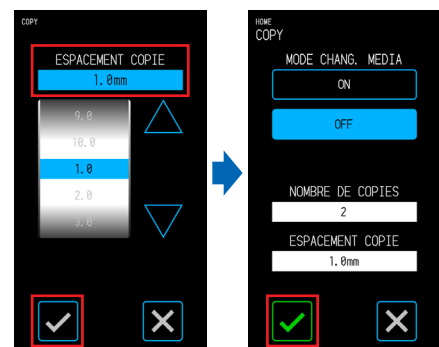 COPY
ESPACEMENT COPIE
1.0mm
9.0
10.0
1.0
2.0
3.0
HOME
COPY
MODE CHANG. MEDIA
ON
OFF
NOMBRE DE COPIES
2
ESPACEMENT COPIE
1.0mm